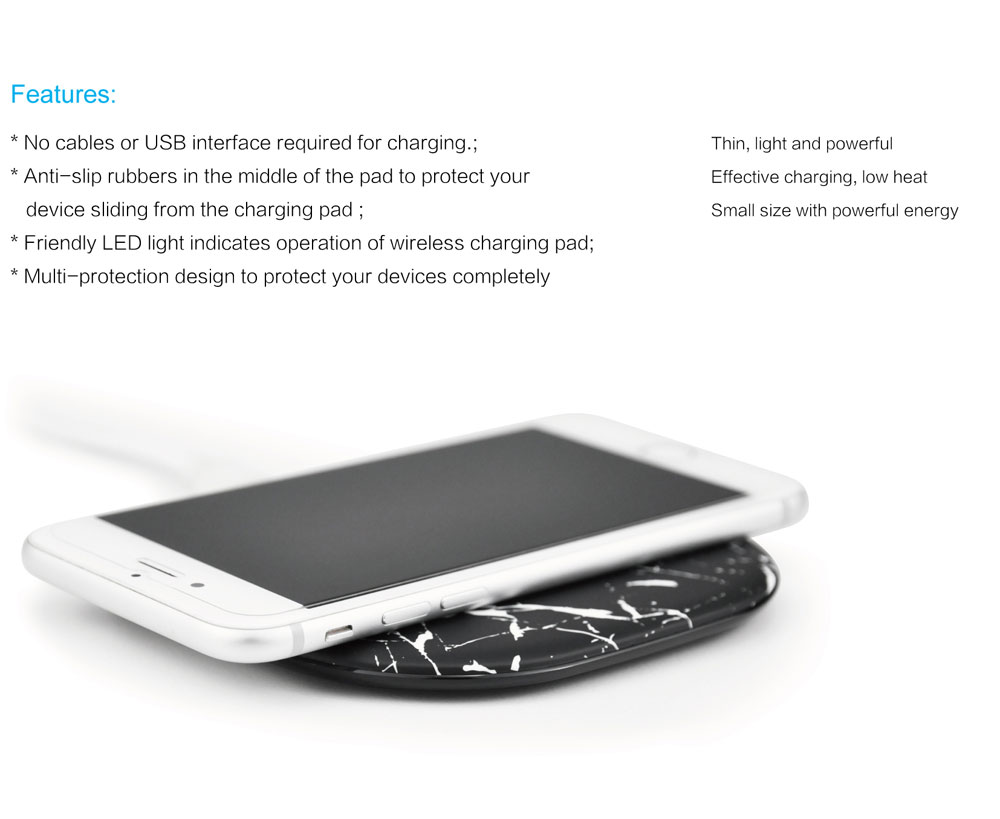 Features:
* No cables or USB interface required for charging.;
* Anti-slip rubbers in the middle of the pad to protect your
device sliding from the charging pad ;
* Friendly LED light indicates operation of wireless charging pad;
* Multi-protection design to protect your devices completely
Thin, light and powerful
Effective charging, low heat
Small size with powerful energy